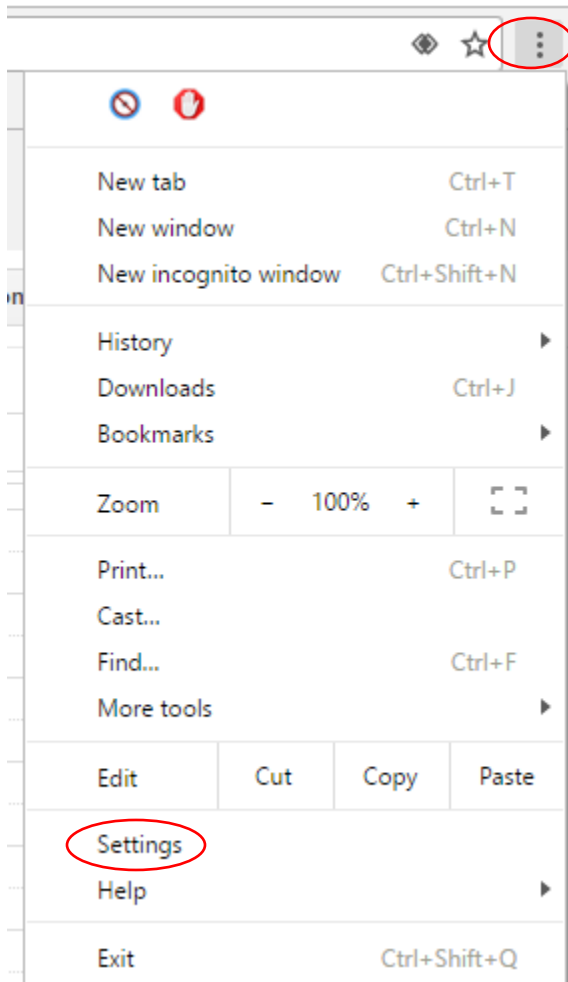 New tab Ctrl+T
New window Ctrl+N
New incognito window Ctrl+Shift+N
on
History
Downloads Ctrl+J
Bookmarks
Zoom - 100% +
Print... Ctrl+P
Cast...
Find... Ctrl+F
More tools
Edit Cut Copy Paste
Settings
Help
Exit Ctrl+Shift+Q